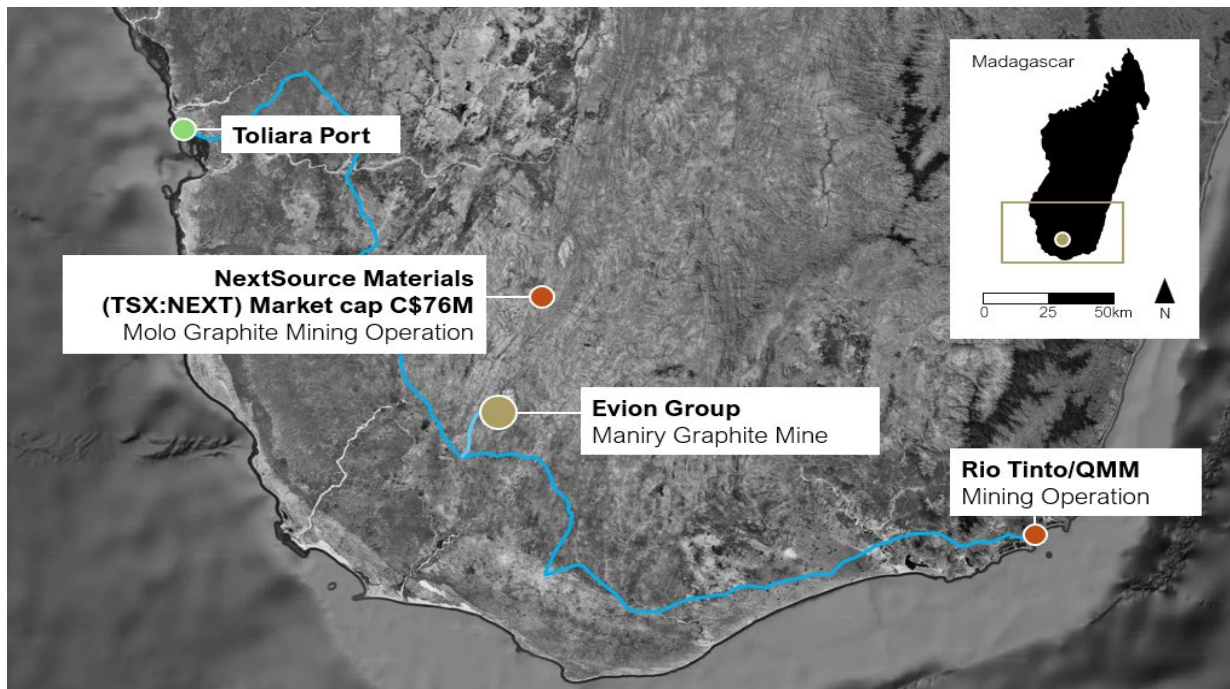 Madagascar
0 25 50km
N
Toliara Port
NextSource Materials
(TSX:NEXT) Market cap C$76M
Molo Graphite Mining Operation
Evion Group
Maniry Graphite Mine
Rio Tinto/QMM
Mining Operation